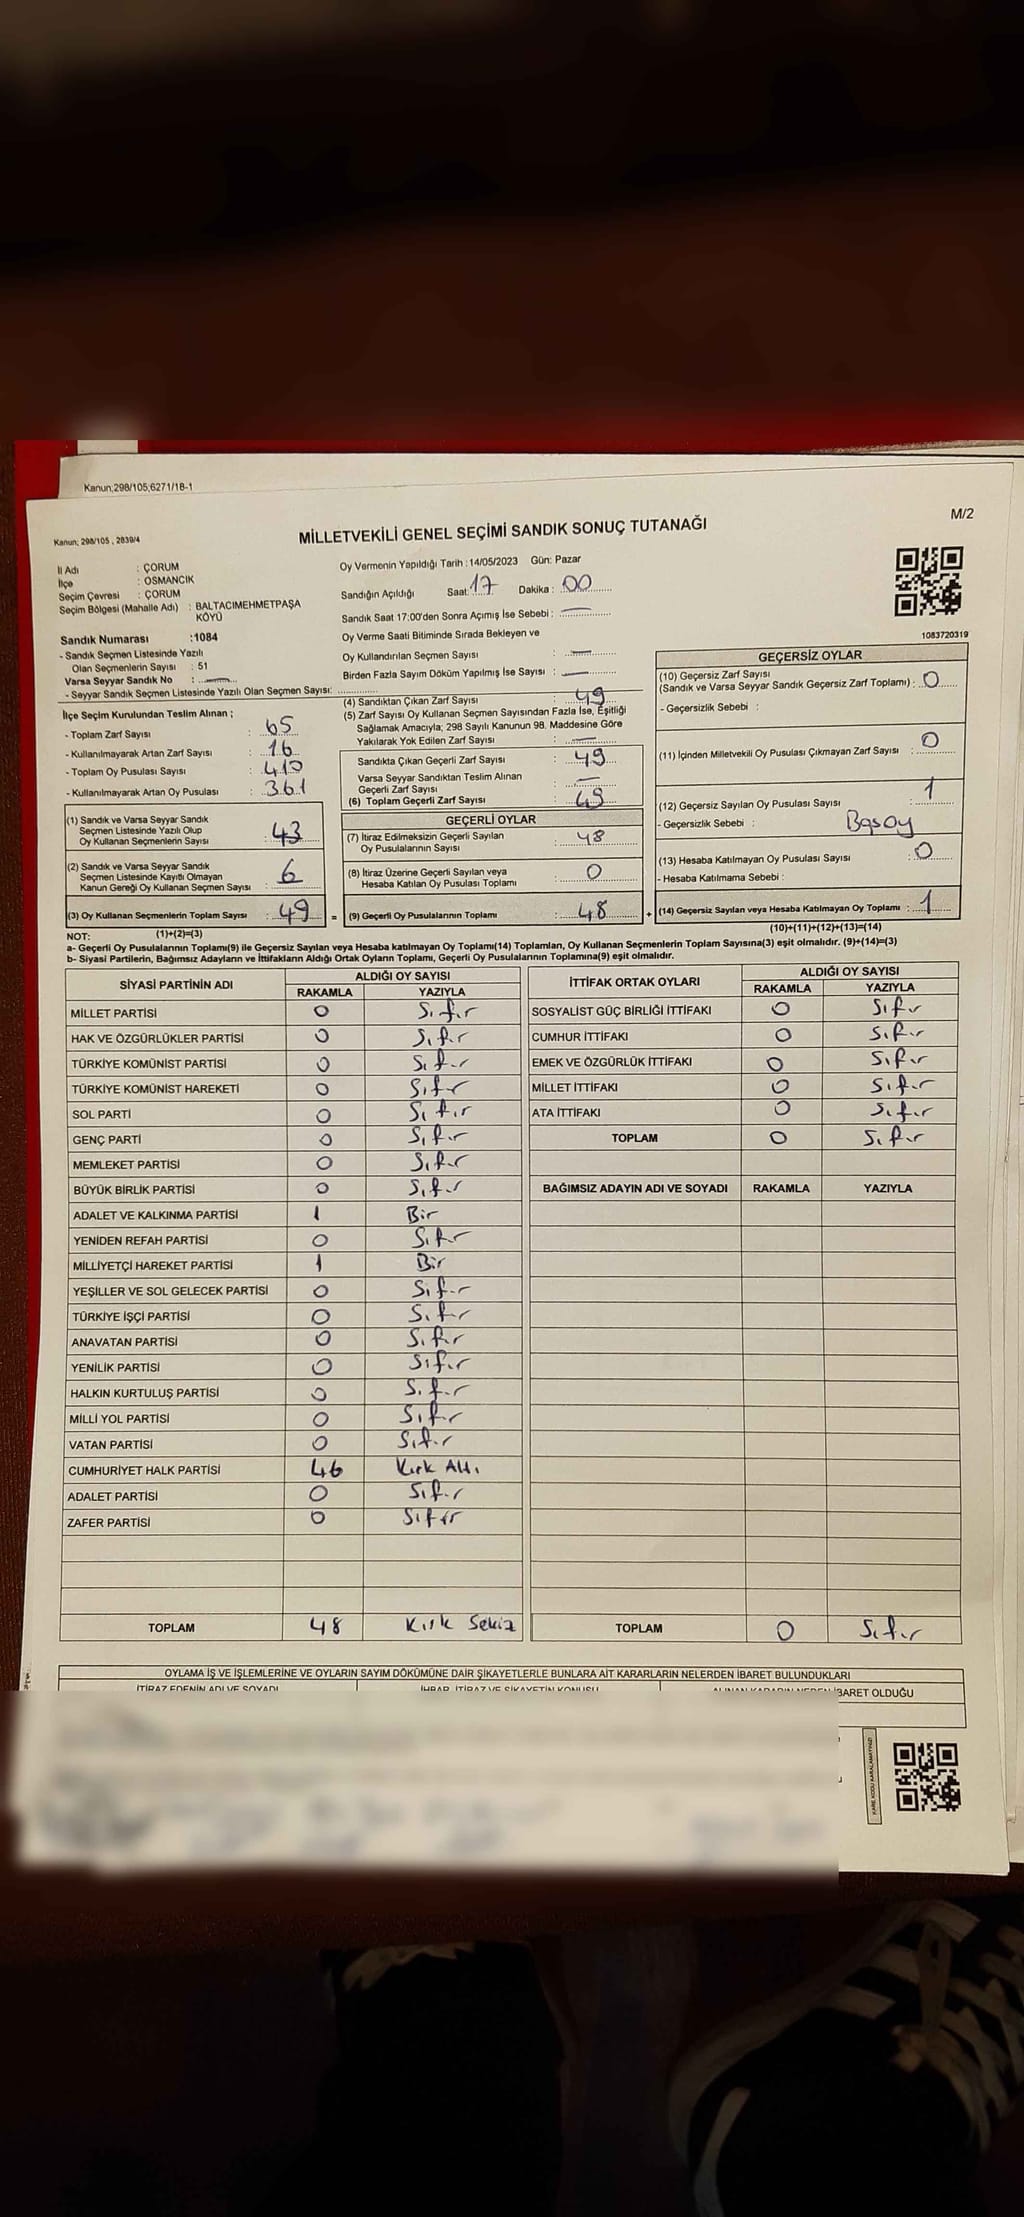 Kanun;298/105,6271/18-1
M/2
Kanun; 298/105 , 2839/4
MİLLETVEKİLİ GENEL SEÇİMİ SANDIK SONUÇ TUTANAĞI
İl Adı : ÇORUM
İlçe : OSMANCIK
Seçim Çevresi : ÇORUM
Seçim Bölgesi (Mahalle Adı) : BALTACIMEHMETPAŞA KÖYÜ
Sandık Numarası :1084
- Sandık Seçmen Listesinde Yazılı
Olan Seçmenlerin Sayısı : 51
Varsa Seyyar Sandık No :
- Seyyar Sandık Seçmen Listesinde Yazılı Olan Seçmen Sayısı:
Oy Vermenin Yapıldığı Tarih :14/05/2023 Gün: Pazar
Sandığın Açıldığı Saat: 17 Dakika : 00
Sandık Saat 17:00'den Sonra Açımış İse Sebebi :
Oy Verme Saati Bitiminde Sırada Bekleyen ve
Oy Kullandırılan Seçmen Sayısı :
Birden Fazla Sayım Döküm Yapılmış İse Sayısı :
1083720319
İlçe Seçim Kurulundan Teslim Alınan ;
- Toplam Zarf Sayısı : 65
- Kullanılmayarak Artan Zarf Sayısı : 16
- Toplam Oy Pusulası Sayısı : 410
- Kullanılmayarak Artan Oy Pusulası : 361
(4) Sandıktan Çıkan Zarf Sayısı : 49
(5) Zarf Sayısı Oy Kullanan Seçmen Sayısından Fazla İse, Eşitliği
Sağlamak Amacıyla; 298 Sayılı Kanunun 98. Maddesine Göre
Yakılarak Yok Edilen Zarf Sayısı :
Sandıkta Çıkan Geçerli Zarf Sayısı : 49
Varsa Seyyar Sandıktan Teslim Alınan
Geçerli Zarf Sayısı :
(6) Toplam Geçerli Zarf Sayısı : 49
GEÇERSİZ OYLAR
(10) Geçersiz Zarf Sayısı
(Sandık ve Varsa Seyyar Sandık Geçersiz Zarf Toplamı) : 0
- Geçersizlik Sebebi :
(11) İçinden Milletvekili Oy Pusulası Çıkmayan Zarf Sayısı : 0
(12) Geçersiz Sayılan Oy Pusulası Sayısı : 1
- Geçersizlik Sebebi :
(13) Hesaba Katılmayan Oy Pusulası Sayısı : 0
- Hesaba Katılmama Sebebi :
(14) Geçersiz Sayılan veya Hesaba Katılmayan Oy Toplamı : 1
(10)+(11)+(12)+(13)=(14)
(1) Sandık ve Varsa Seyyar Sandık
Seçmen Listesinde Yazılı Olup
Oy Kullanan Seçmenlerin Sayısı : 43
(2) Sandık ve Varsa Seyyar Sandık
Seçmen Listesinde Kayıtlı Olmayan
Kanun Gereği Oy Kullanan Seçmen Sayısı : 6
(3) Oy Kullanan Seçmenlerin Toplam Sayısı : 49 =
(1)+(2)=(3)
GEÇERLİ OYLAR
(7) İtiraz Edilmeksizin Geçerli Sayılan
Oy Pusulalarının Sayısı : 48
(8) İtiraz Üzerine Geçerli Sayılan veya
Hesaba Katılan Oy Pusulası Toplamı : 0
(9) Geçerli Oy Pusulalarının Toplamı : 48 +
NOT:
a- Geçerli Oy Pusulalarının Toplamı(9) ile Geçersiz Sayılan veya Hesaba katılmayan Oy Toplamı(14) Toplamları, Oy Kullanan Seçmenlerin Toplam Sayısına(3) eşit olmalıdır. (9)+(14)=(3)
b- Siyasi Partilerin, Bağımsız Adayların ve İttifakların Aldığı Ortak Oyların Toplamı, Geçerli Oy Pusulalarının Toplamına(9) eşit olmalıdır.
SİYASİ PARTİNİN ADI ALDIĞI OY SAYISI
RAKAMLA YAZIYLA
MİLLET PARTİSİ 0 Sıfır
HAK VE ÖZGÜRLÜKLER PARTİSİ 0 Sıfır
TÜRKİYE KOMÜNİST PARTİSİ 0 Sıfır
TÜRKİYE KOMÜNİST HAREKETİ 0 Sıfır
SOL PARTİ 0 Sıfır
GENÇ PARTİ 0 Sıfır
MEMLEKET PARTİSİ 0 Sıfır
BÜYÜK BİRLİK PARTİSİ 0 Sıfır
ADALET VE KALKINMA PARTİSİ 1 Bir
YENİDEN REFAH PARTİSİ 0 Sıfır
MİLLİYETÇİ HAREKET PARTİSİ 1 Bir
YEŞİLLER VE SOL GELECEK PARTİSİ 0 Sıfır
TÜRKİYE İŞÇİ PARTİSİ 0 Sıfır
ANAVATAN PARTİSİ 0 Sıfır
YENİLİK PARTİSİ 0 Sıfır
HALKIN KURTULUŞ PARTİSİ 0 Sıfır
MİLLİ YOL PARTİSİ 0 Sıfır
VATAN PARTİSİ 0 Sıfır
CUMHURİYET HALK PARTİSİ 46 Kırk Altı
ADALET PARTİSİ 0 Sıfır
ZAFER PARTİSİ 0 Sıfır
TOPLAM 48 Kırk Sekiz
İTTİFAK ORTAK OYLARI ALDIĞI OY SAYISI
RAKAMLA YAZIYLA
SOSYALİST GÜÇ BİRLİĞİ İTTİFAKI 0 Sıfır
CUMHUR İTTİFAKI 0 Sıfır
EMEK VE ÖZGÜRLÜK İTTİFAKI 0 Sıfır
MİLLET İTTİFAKI 0 Sıfır
ATA İTTİFAKI 0 Sıfır
TOPLAM 0 Sıfır
BAĞIMSIZ ADAYIN ADI VE SOYADI RAKAMLA YAZIYLA
TOPLAM 0 Sıfır
OYLAMA İŞ VE İŞLEMLERİNE VE OYLARIN SAYIM DÖKÜMÜNE DAİR ŞİKAYETLERLE BUNLARA AİT KARARLARIN NELERDEN İBARET BULUNDUKLARI
İTİRAZ EDENİN ADI VE SOYADI İHBAR, İTİRAZ VE ŞİKAYETİN KONUSU ALINAN KARARIN NEDEN İBARET OLDUĞU
KARE KODU KARALAMAYINIZ!